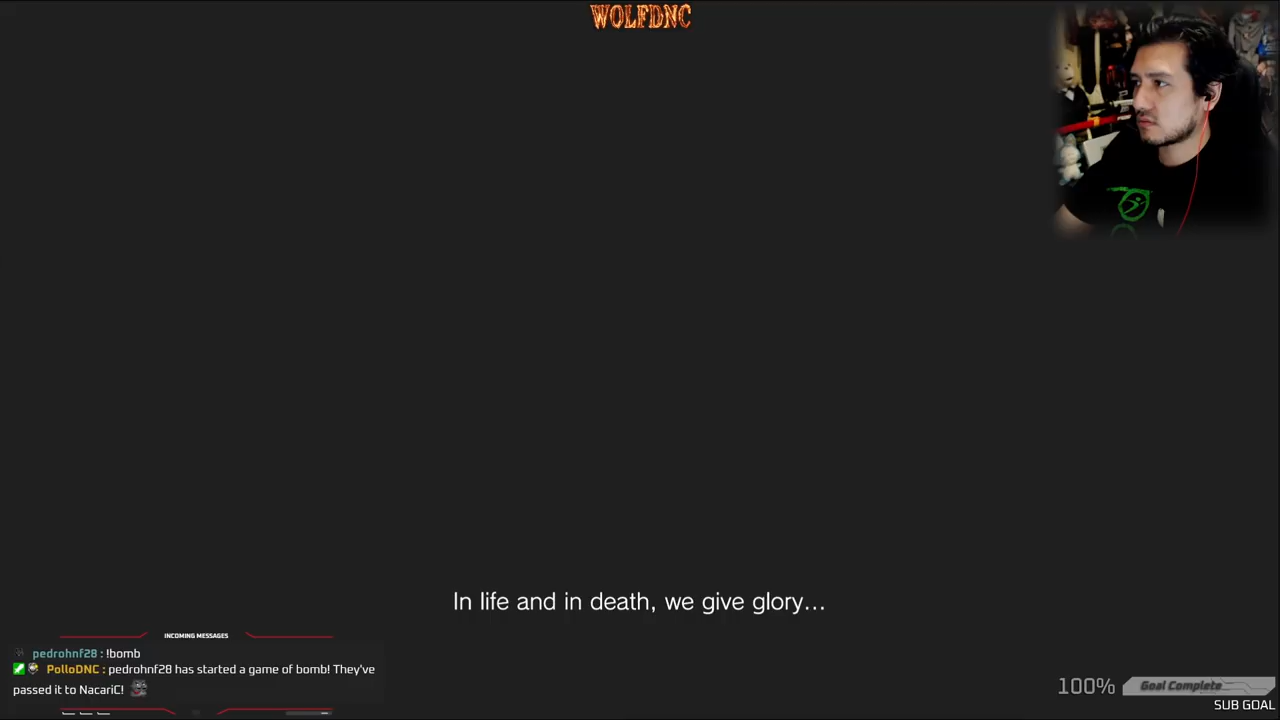 WOLFDNC
In life and in death, we give glory...
INCOMING MESSAGES
pedrohnf28 : !bomb
PolloDNC : pedrohnf28 has started a game of bomb! They've
passed it to NacariC!
100% Goal Complete
SUB GOAL